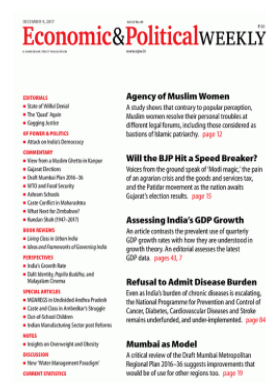 DECEMBER 9, 2017
Economic&PoliticalWEEKLY
www.epw.in
EDITORIALS
State of Wilful Denial
The 'Quad' Again
Gagging Justice
OF POWER & POLITICS
Attack on India's Democracy
COMMENTARY
View from a Muslim Ghetto in Kanpur
Gujarat Elections
Draft Mumbai Plan 2016–36
WTO and Food Security
Adivasi Schools
Caste Conflict in Maharashtra
What Next for Zimbabwe?
Kundan Shah (1947–2017)
BOOK REVIEWS
Living Class in Urban India
Ideas and Frameworks of Governing India
PERSPECTIVES
India's Growth Rate
Dalit Identity, Papilio Buddha, and
Malayalam Cinema
SPECIAL ARTICLES
MGNREGS in Undivided Andhra Pradesh
Caste and Class in Ambedkar's Struggle
Out-of-School Children
Indian Manufacturing Sector post Reforms
NOTES
Insights on Overweight and Obesity
DISCUSSION
New 'Water Management Paradigm'
CURRENT STATISTICS
Agency of Muslim Women
A study shows that contrary to popular perception,
Muslim women resolve their personal troubles at
different legal forums, including those considered as
bastions of Islamic patriarchy. page 12
Will the BJP Hit a Speed Breaker?
Voices from the ground speak of 'Modi magic,' the pain
of an agrarian crisis and the goods and services tax,
and the Patidar movement as the nation awaits
Gujarat's election results. page 15
Assessing India's GDP Growth
An article contrasts the prevalent use of quarterly
GDP growth rates with how they are understood in
growth theory. An editorial assesses the latest
GDP data. pages 43, 7
Refusal to Admit Disease Burden
Even as India's burden of chronic diseases is escalating,
the National Programme for Prevention and Control of
Cancer, Diabetes, Cardiovascular Diseases and Stroke
remains underfunded, and under-implemented. page 84
Mumbai as Model
A critical review of the Draft Mumbai Metropolitan
Regional Plan 2016–36 suggests improvements that
would be of use for other regions too. page 19